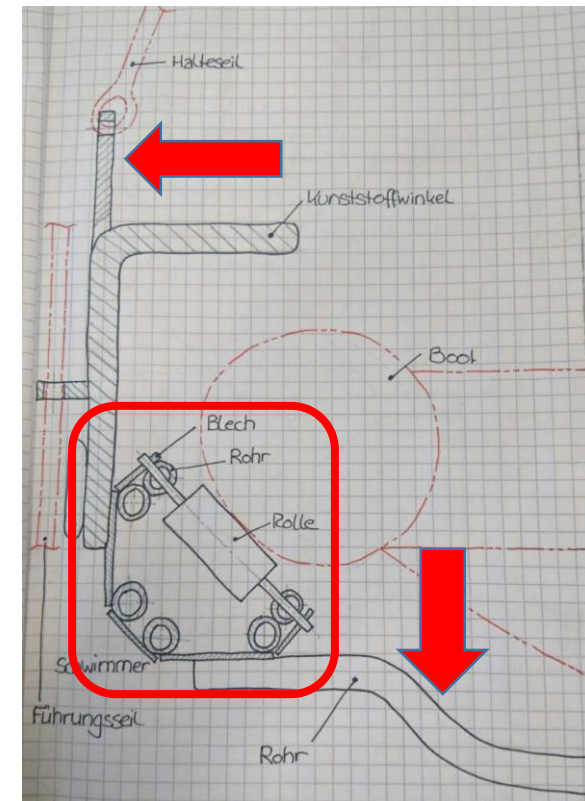 Halteseil
Kunststoffwinkel
Boot
Blech
Rohr
Rolle
Schwimmer
Führungsseil
Rohr